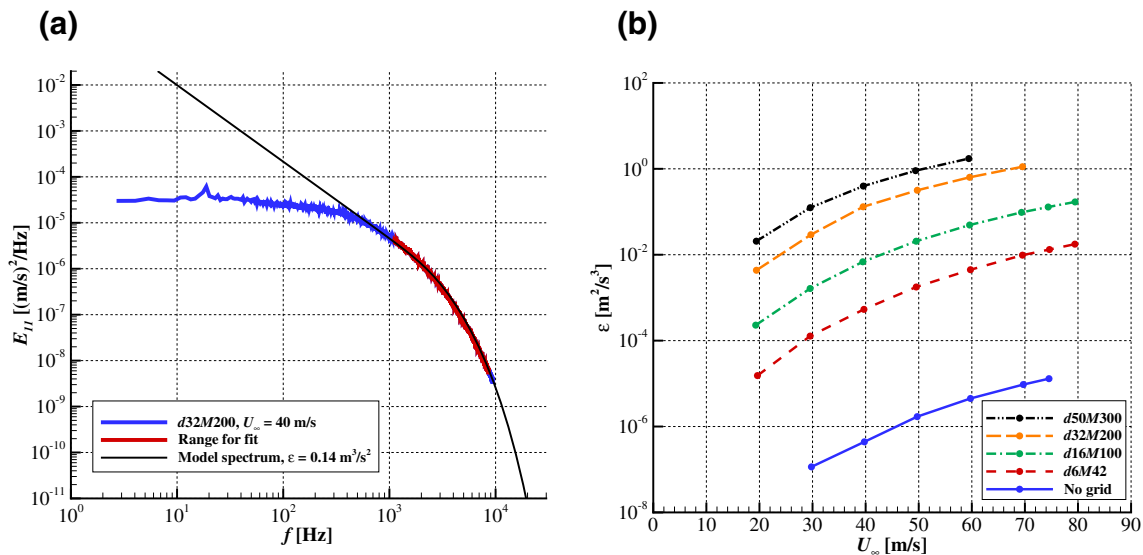 (a)
10⁻²
10⁻³
10⁻⁴
10⁻⁵
10⁻⁶
10⁻⁷
10⁻⁸
10⁻⁹
10⁻¹⁰
10⁻¹¹
E₁₁ [(m/s)²/Hz]
d32M200, U∞ = 40 m/s
Range for fit
Model spectrum, ε = 0.14 m³/s²
10⁰ 10¹ 10² 10³ 10⁴
f [Hz]
(b)
10²
10⁰
10⁻²
10⁻⁴
10⁻⁶
10⁻⁸
ε [m²/s³]
d50M300
d32M200
d16M100
d6M42
No grid
0 10 20 30 40 50 60 70 80 90
U∞ [m/s]